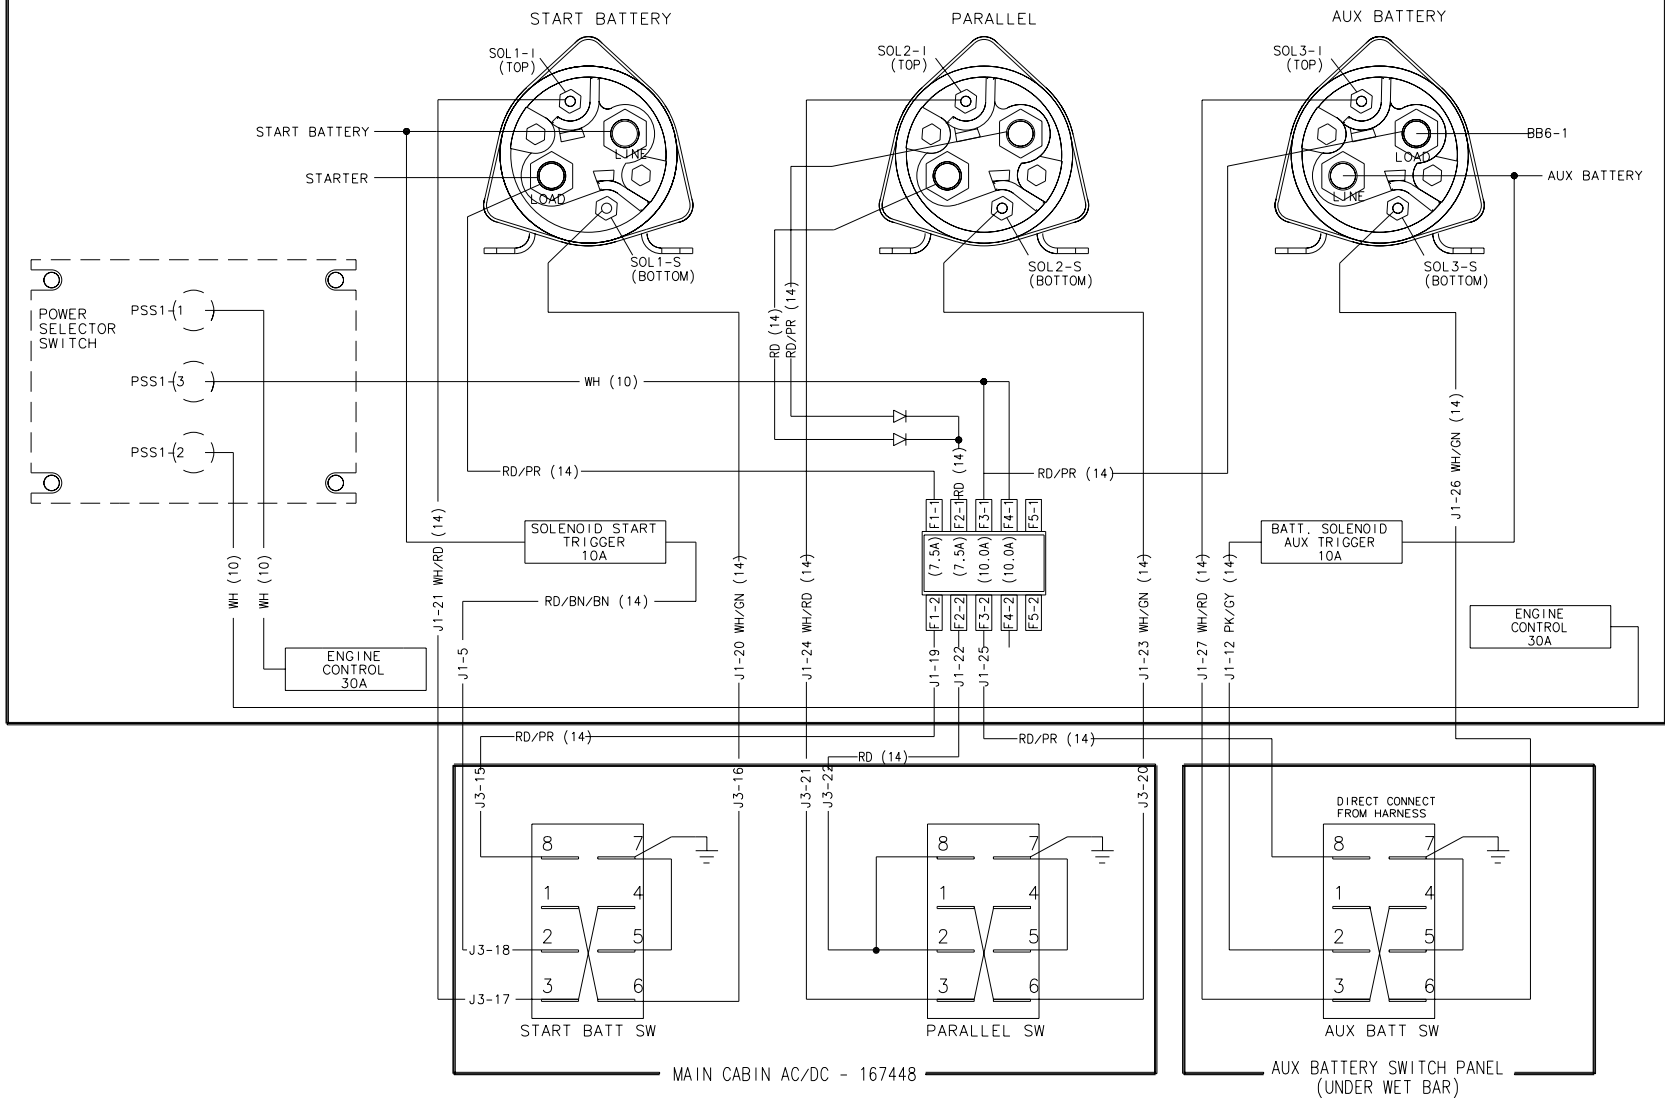 START BATTERY
PARALLEL
AUX BATTERY
SOL1-I
(TOP)
SOL2-I
(TOP)
SOL3-I
(TOP)
START BATTERY
LINE
LOAD
BB6-1
STARTER
LOAD
LINE
AUX BATTERY
SOL1-S
(BOTTOM)
SOL2-S
(BOTTOM)
SOL3-S
(BOTTOM)
POWER
SELECTOR
SWITCH
PSS1-1
PSS1-3
PSS1-2
RD (14)
RD/PR (14)
WH (10)
RD/PR (14)
RD (14)
RD/PR (14)
J1-26 WH/GN (14)
F1-1
F2-1
F3-1
F4-1
F5-1
(7.5A)
(7.5A)
(10.0A)
(10.0A)
F1-2
F2-2
F3-2
F4-2
F5-2
SOLENOID START
TRIGGER
10A
BATT. SOLENOID
AUX TRIGGER
10A
WH (10)
WH (10)
J1-21 WH/RD (14)
RD/BN/BN (14)
J1-5
J1-20 WH/GN (14)
J1-24 WH/RD (14)
J1-19
J1-22
J1-25
J1-23 WH/GN (14)
J1-27 WH/RD (14)
J1-12 PK/GY (14)
ENGINE
CONTROL
30A
ENGINE
CONTROL
30A
RD/PR (14)
RD (14)
RD/PR (14)
J3-15
J3-16
J3-21
J3-22
J3-20
DIRECT CONNECT
FROM HARNESS
8 7
1 4
2 5
3 6
J3-18
J3-17
START BATT SW
8 7
1 4
2 5
3 6
PARALLEL SW
8 7
1 4
2 5
3 6
AUX BATT SW
MAIN CABIN AC/DC - 167448
AUX BATTERY SWITCH PANEL
(UNDER WET BAR)